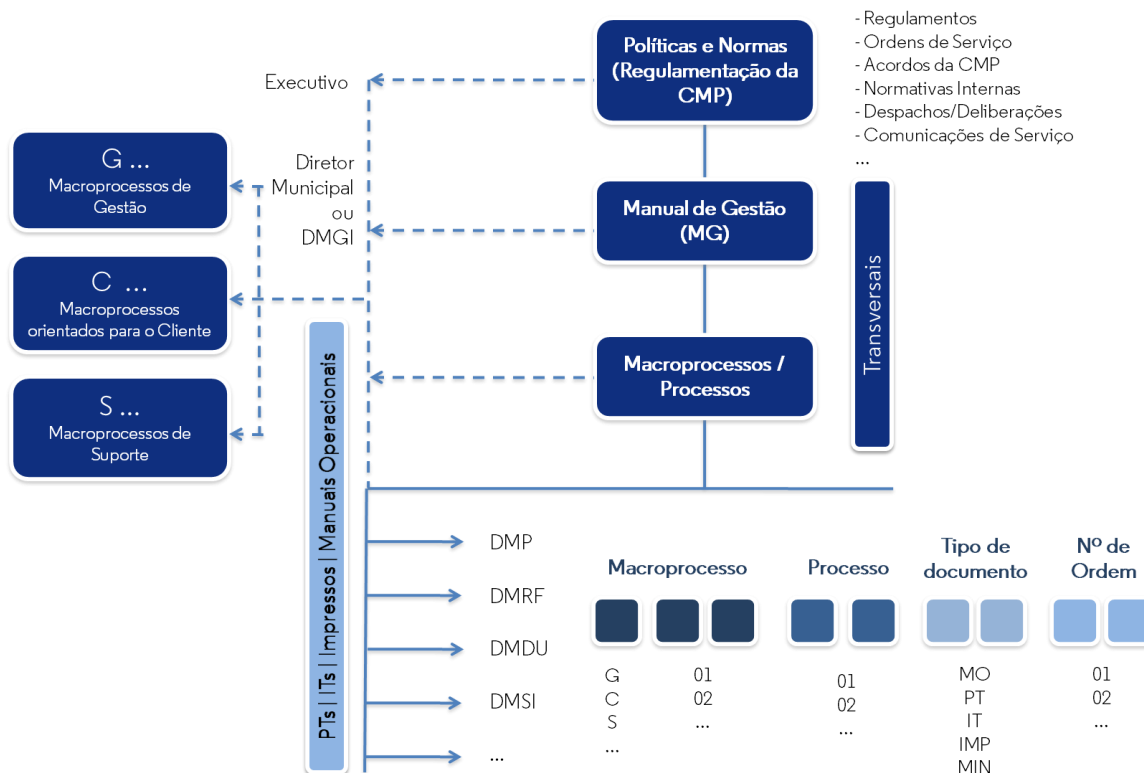 Políticas e Normas
(Regulamentação da
CMP)
- Regulamentos
- Ordens de Serviço
- Acordos da CMP
- Normativas Internas
- Despachos/Deliberações
- Comunicações de Serviço
...
Executivo
Diretor
Municipal
ou
DMGI
G ...
Macroprocessos de
Gestão
C ...
Macroprocessos
orientados para o Cliente
S ...
Macroprocessos de
Suporte
Manual de Gestão
(MG)
Macroprocessos /
Processos
Transversais
PTs | ITs | Impressos | Manuais Operacionais
DMP
DMRF
DMDU
DMSI
...
Macroprocesso
G
C
S
...
01
02
...
Processo
01
02
...
Tipo de
documento
MO
PT
IT
IMP
MIN
Nº de
Ordem
01
02
...